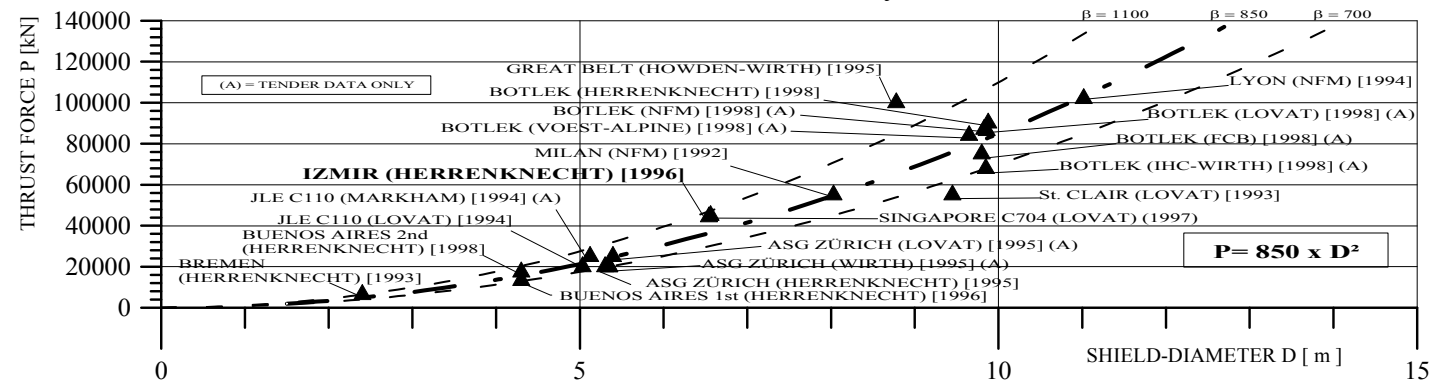 β = 1100
β = 850
β = 700
THRUST FORCE P [kN]
140000
120000
100000
80000
60000
40000
20000
0
(A) = TENDER DATA ONLY
GREAT BELT (HOWDEN-WIRTH) [1995]
BOTLEK (HERRENKNECHT) [1998]
BOTLEK (NFM) [1998] (A)
BOTLEK (VOEST-ALPINE) [1998] (A)
MILAN (NFM) [1992]
IZMIR (HERRENKNECHT) [1996]
JLE C110 (MARKHAM) [1994] (A)
JLE C110 (LOVAT) [1994]
BUENOS AIRES 2nd
(HERRENKNECHT) [1998]
BREMEN
(HERRENKNECHT) [1993]
LYON (NFM) [1994]
BOTLEK (LOVAT) [1998] (A)
BOTLEK (FCB) [1998] (A)
BOTLEK (IHC-WIRTH) [1998] (A)
St. CLAIR (LOVAT) [1993]
SINGAPORE C704 (LOVAT) (1997)
ASG ZÜRICH (LOVAT) [1995] (A)
ASG ZÜRICH (WIRTH) [1995] (A)
ASG ZÜRICH (HERRENKNECHT) [1995]
BUENOS AIRES 1st (HERRENKNECHT) [1996]
P= 850 x D²
0
5
10
15
SHIELD-DIAMETER D [ m ]